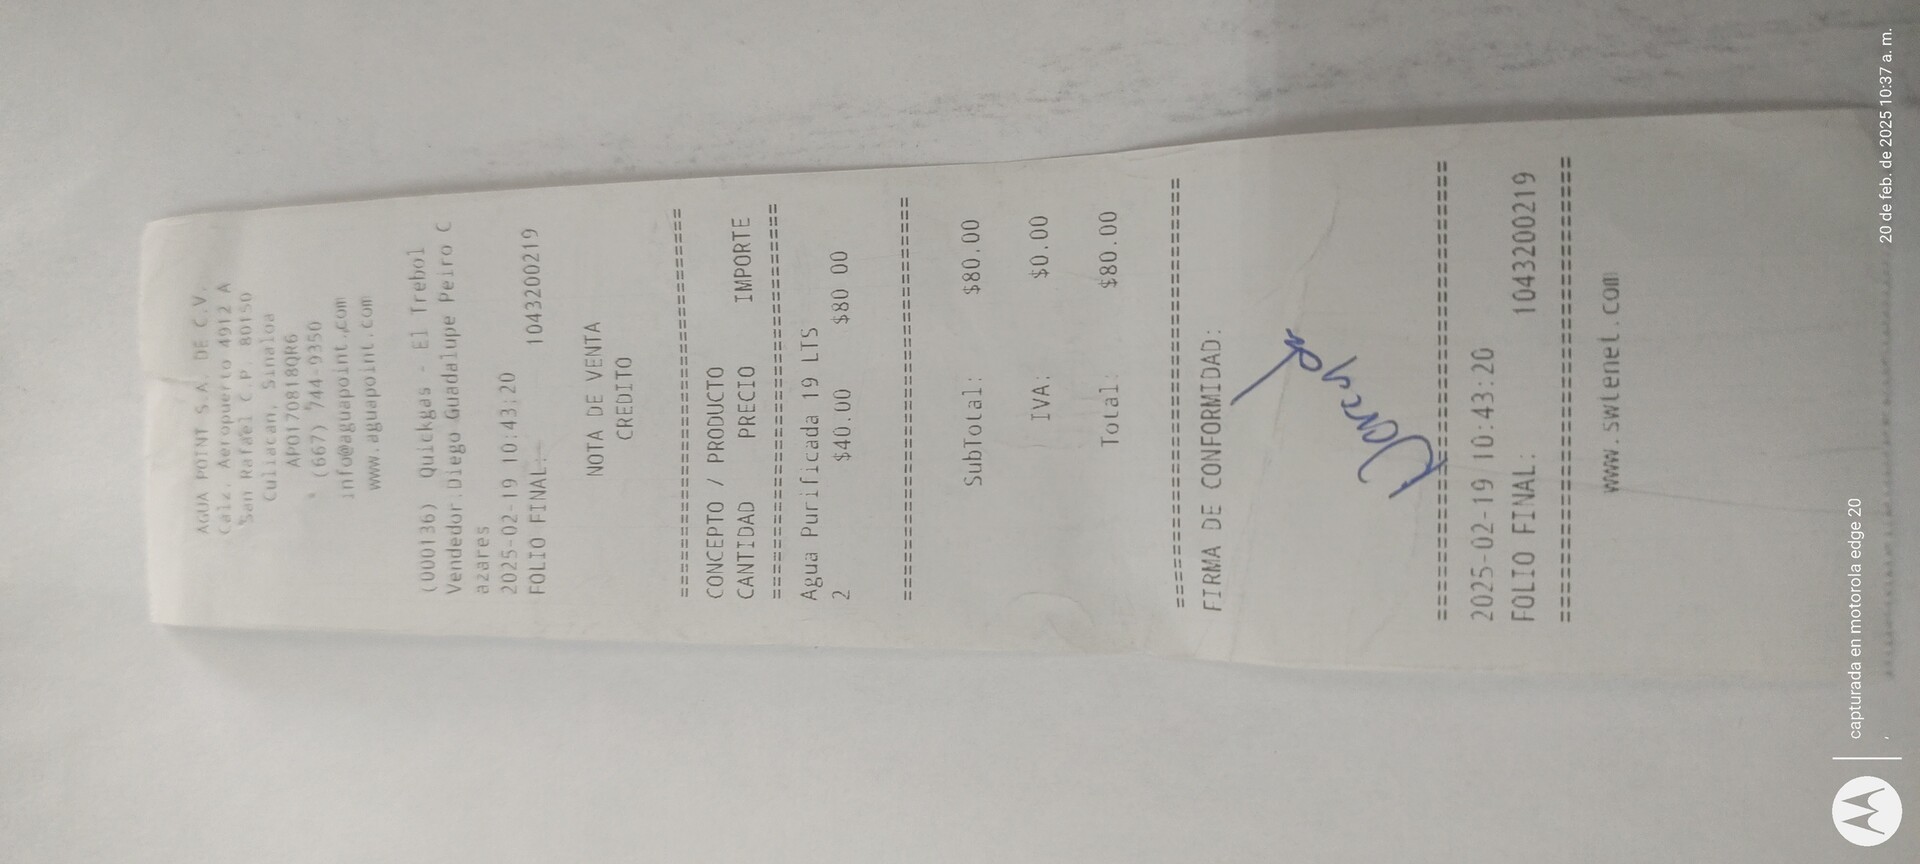 AGUA POINT S.A. DE C.V.
Calz. Aeropuerto 4912 A
San Rafael C.P. 80150
Culiacan, Sinaloa
APO170818QR6
(667) 744-9350
info@aguapoint.com
www.aguapoint.com
(000136) Quickgas - El Trebol
Vendedor:Diego Guadalupe Peiro C
azares
2025-02-19 10:43:20
FOLIO FINAL: 1043200219
NOTA DE VENTA
CREDITO
================================
CONCEPTO / PRODUCTO
CANTIDAD PRECIO IMPORTE
================================
Agua Purificada 19 LTS
2 $40.00 $80 00
================================
SubTotal: $80.00
IVA: $0.00
Total: $80.00
================================
FIRMA DE CONFORMIDAD:
================================
2025-02-19 10:43:20
FOLIO FINAL: 1043200219
================================
www.swtenet.com
capturada en motorola edge 20
20 de feb. de 2025 10:37 a. m.